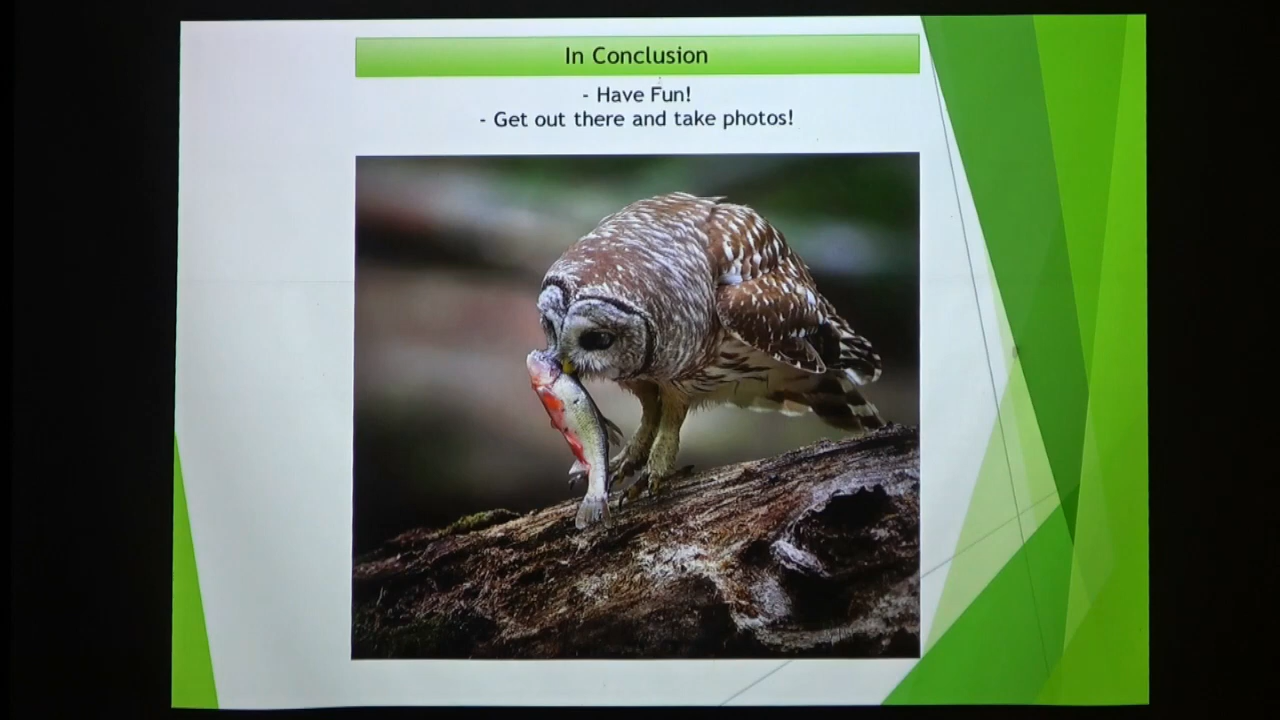 In Conclusion
- Have Fun!
- Get out there and take photos!